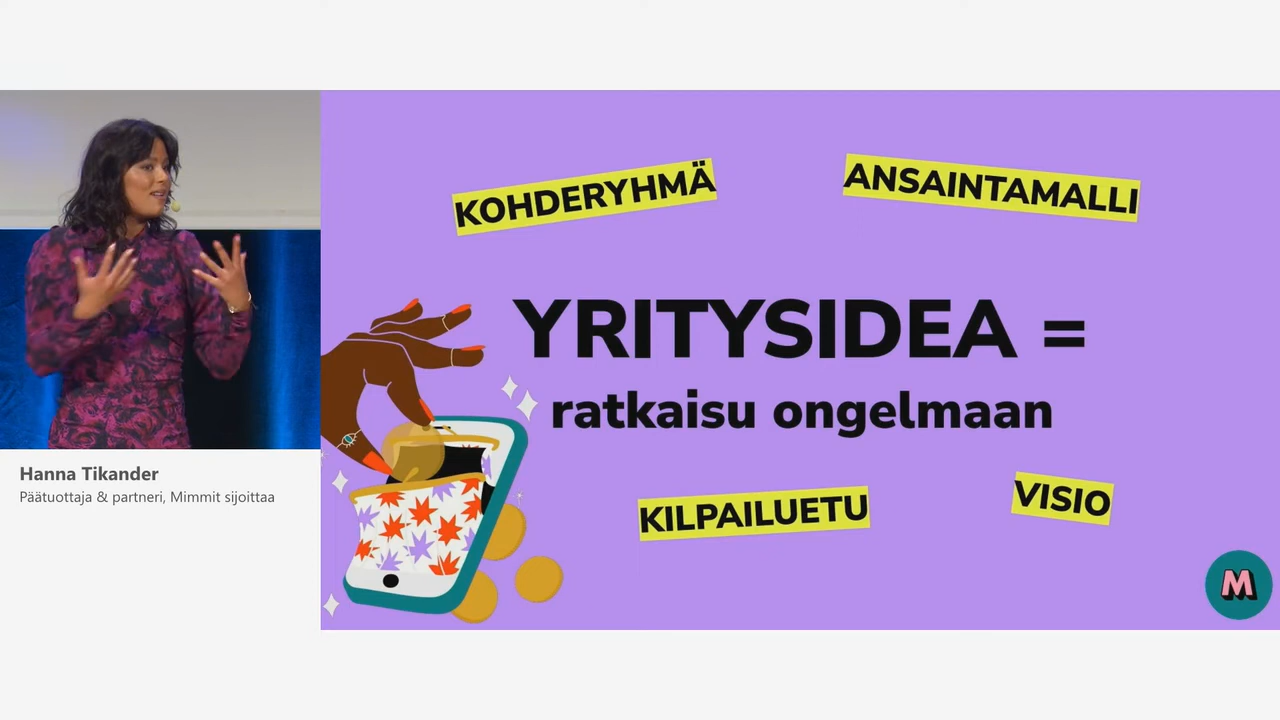 KOHDERYHMÄ
ANSAINTAMALLI
YRITYSIDEA =
ratkaisu ongelmaan
KILPAILUETU
VISIO
M
Hanna Tikander
Päätuottaja & partneri, Mimmit sijoittaa